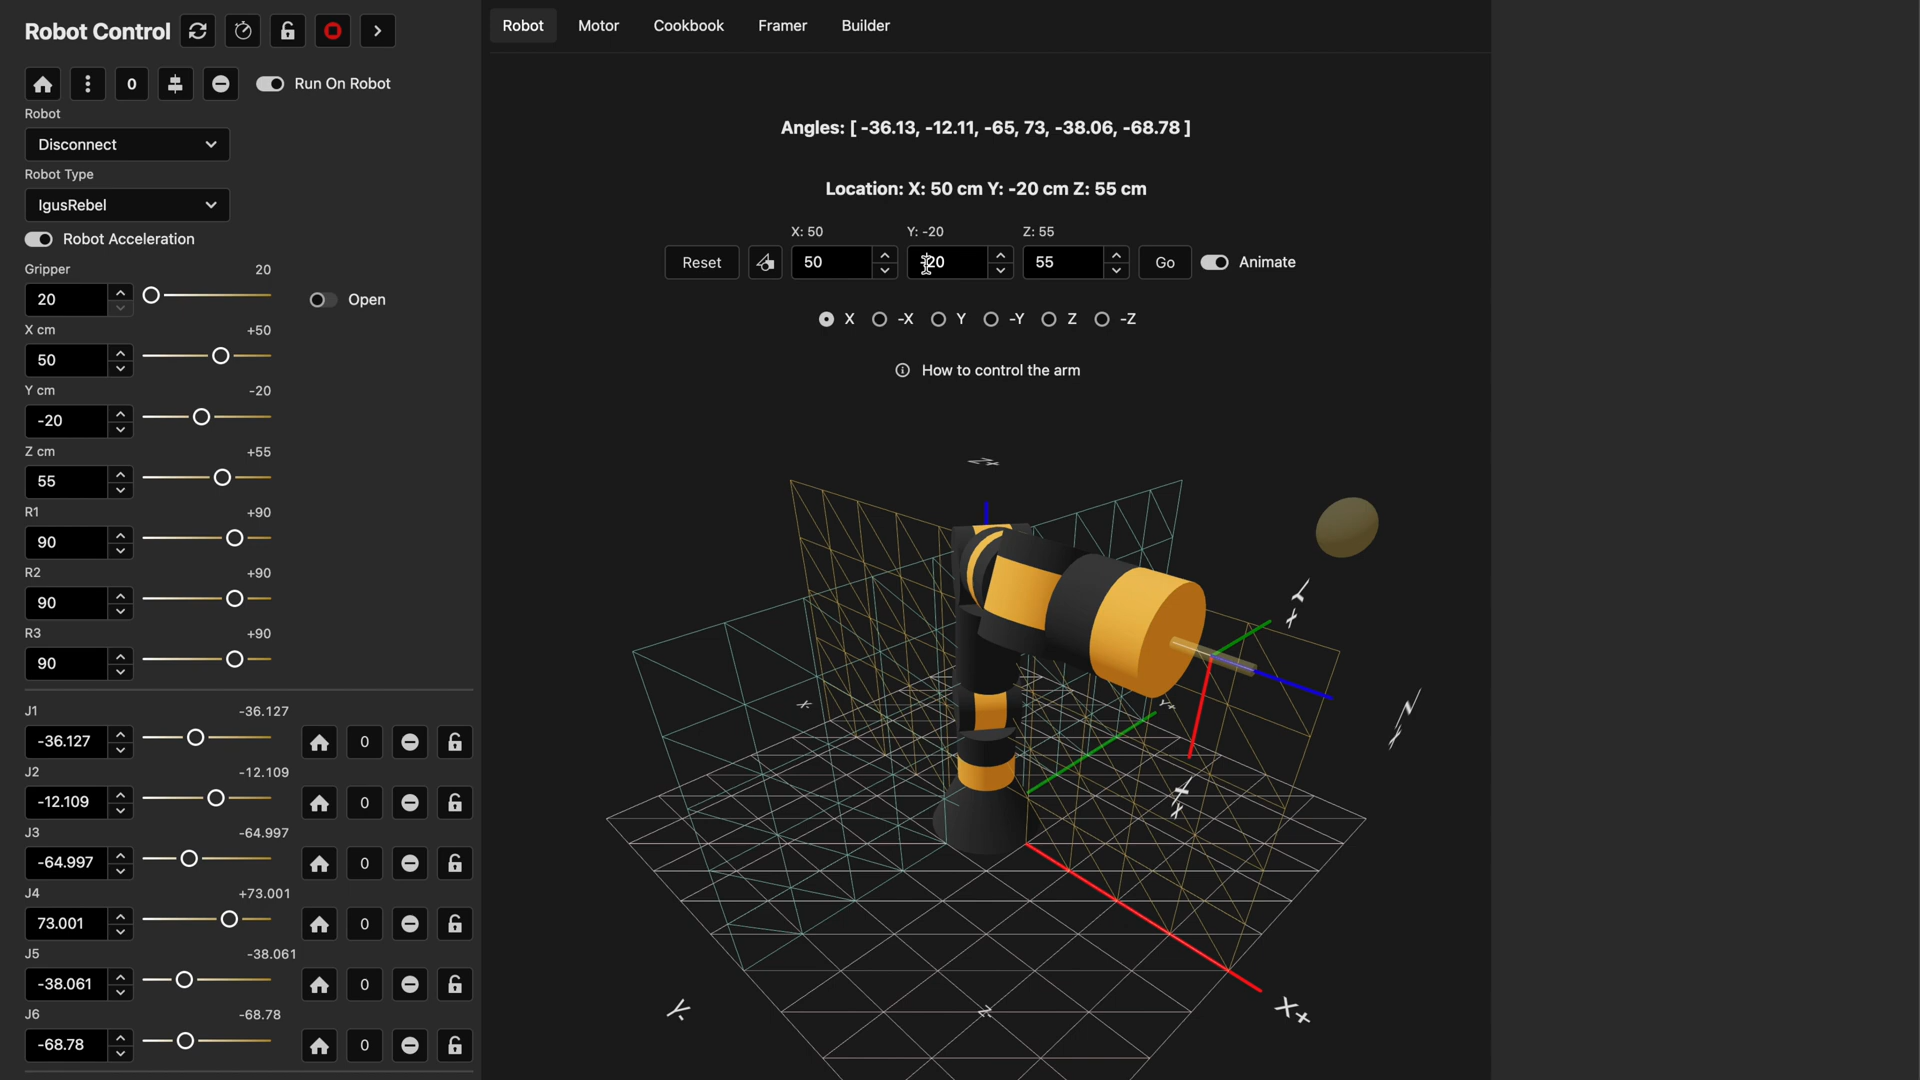 Robot Control
Robot Motor Cookbook Framer Builder
0 Run On Robot
Robot
Disconnect
Robot Type
IgusRebel
Robot Acceleration
Gripper 20
20 Open
X cm +50
50
Y cm -20
-20
Z cm +55
55
R1 +90
90
R2 +90
90
R3 +90
90
J1 -36.127
-36.127 0
J2 -12.109
-12.109 0
J3 -64.997
-64.997 0
J4 +73.001
73.001 0
J5 -38.061
-38.061 0
J6 -68.78
-68.78 0
Angles: [ -36.13, -12.11, -65, 73, -38.06, -68.78 ]
Location: X: 50 cm Y: -20 cm Z: 55 cm
X: 50 Y: -20 Z: 55
Reset 50 -20 55 Go Animate
X -X Y -Y Z -Z
How to control the arm
Z+
Y+
Y-
X+